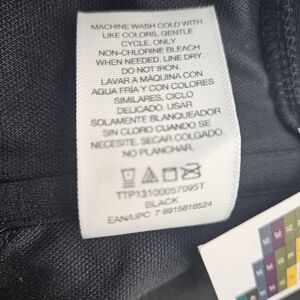 MACHINE WASH COLD WITH
LIKE COLORS, GENTLE
CYCLE. ONLY
NON-CHLORINE BLEACH
WHEN NEEDED, LINE DRY.
DO NOT IRON.
LAVAR A MÁQUINA CON
AGUA FRÍA Y CON COLORES
SIMILARES, CICLO
DELICADO. USAR
SOLAMENTE BLANQUEADOR
SIN CLORO CUANDO SE
NECESITE. SECAR COLGADO.
NO PLANCHAR.
TTP13100057095T
BLACK
EAN/UPC 7 8915818524